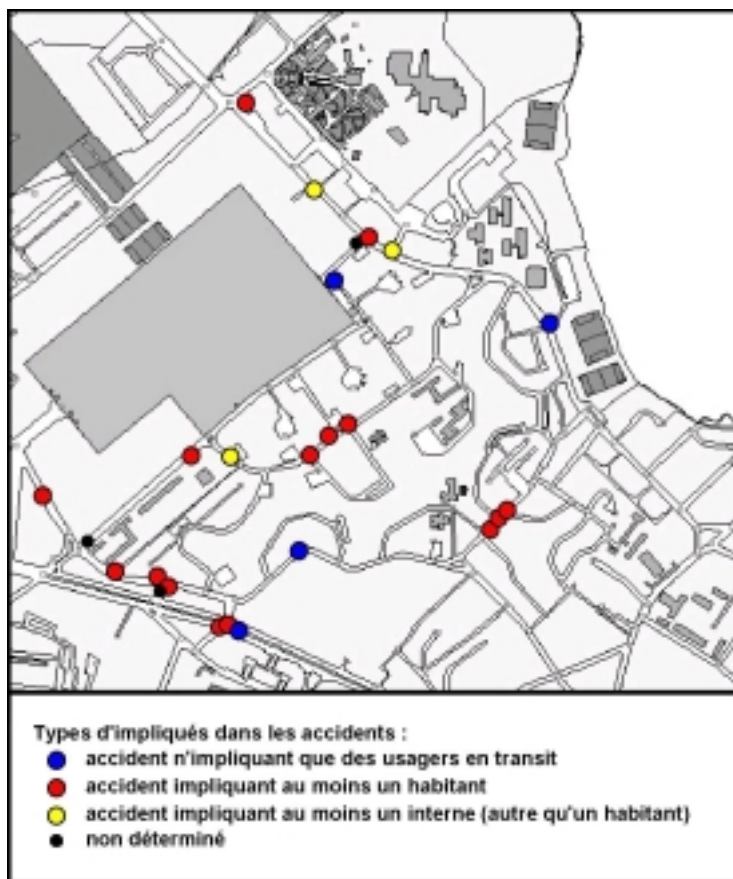 Types d'impliqués dans les accidents :
accident n'impliquant que des usagers en transit
accident impliquant au moins un habitant
accident impliquant au moins un interne (autre qu'un habitant)
non déterminé